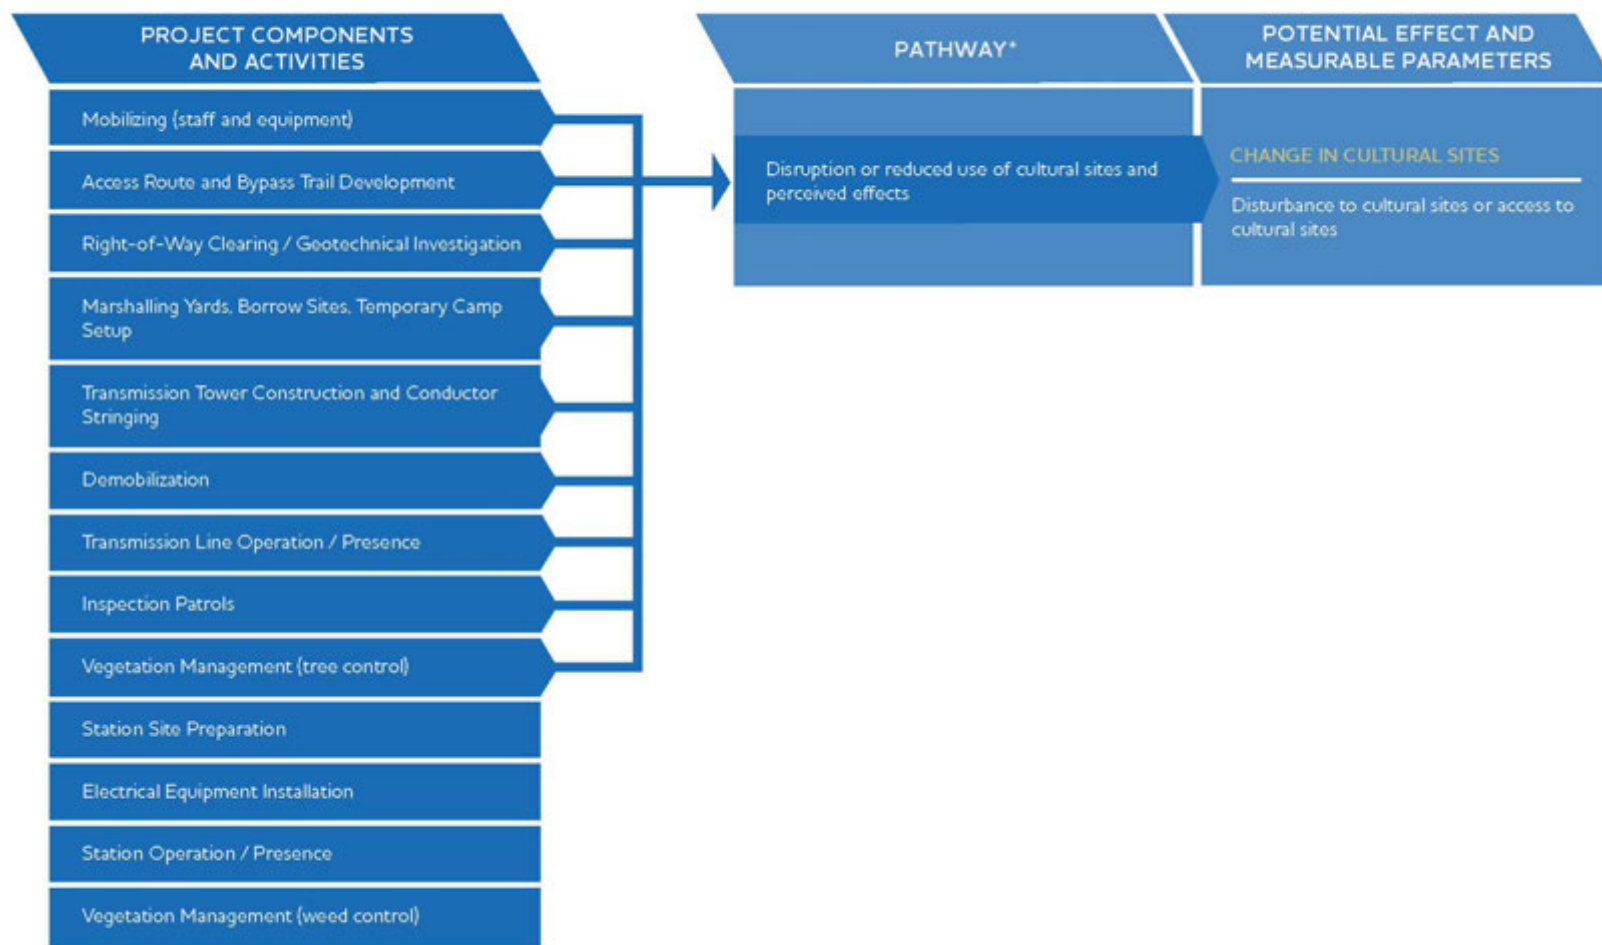 PROJECT COMPONENTS
AND ACTIVITIES
PATHWAY*
POTENTIAL EFFECT AND
MEASURABLE PARAMETERS
Mobilizing (staff and equipment)
Access Route and Bypass Trail Development
Right-of-Way Clearing / Geotechnical Investigation
Marshalling Yards, Borrow Sites, Temporary Camp
Setup
Transmission Tower Construction and Conductor
Stringing
Demobilization
Transmission Line Operation / Presence
Inspection Patrols
Vegetation Management (tree control)
Station Site Preparation
Electrical Equipment Installation
Station Operation / Presence
Vegetation Management (weed control)
Disruption or reduced use of cultural sites and
perceived effects
CHANGE IN CULTURAL SITES
Disturbance to cultural sites or access to
cultural sites